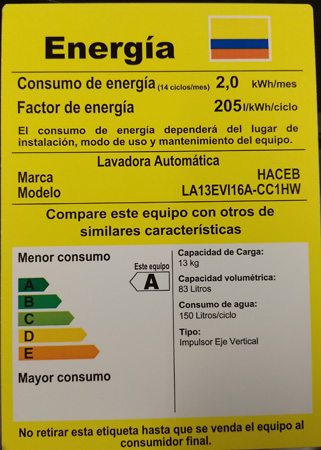 Energía
Consumo de energía (14 ciclos/mes) 2,0 kWh/mes
Factor de energía 205 l/kWh/ciclo
El consumo de energía dependerá del lugar de
instalación, modo de uso y mantenimiento del equipo.
Lavadora Automática
Marca HACEB
Modelo LA13EVI16A-CC1HW
Compare este equipo con otros de
similares características
Menor consumo
Este equipo
A
A
B
C
D
E
Mayor consumo
Capacidad de Carga:
13 kg
Capacidad volumétrica:
83 Litros
Consumo de agua:
150 Litros/ciclo
Tipo:
Impulsor Eje Vertical
No retirar esta etiqueta hasta que se venda el equipo al
consumidor final.